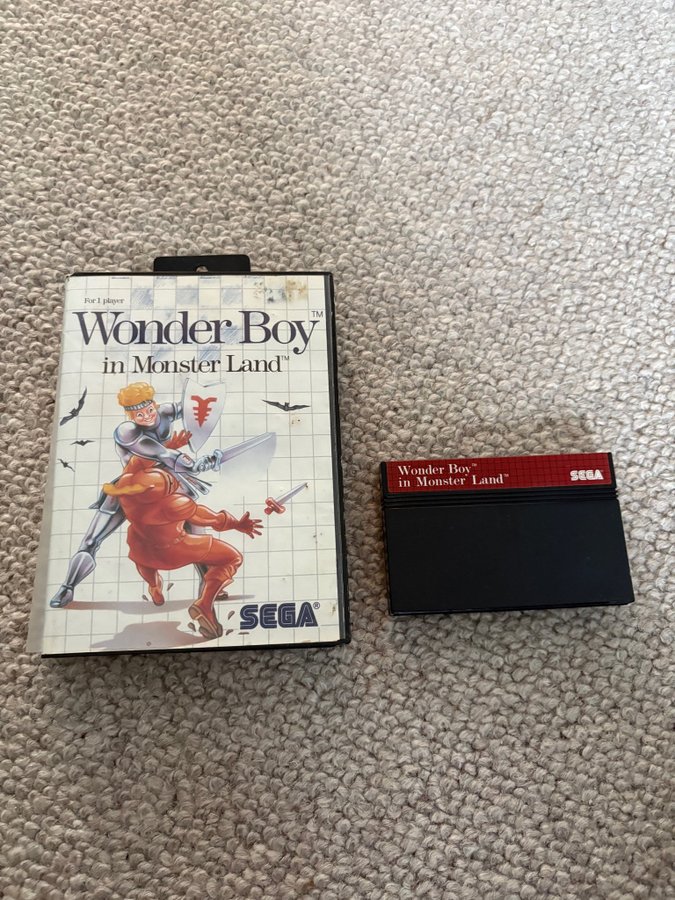 For 1 player
Wonder Boy™
in Monster Land™
SEGA®
Wonder Boy™
in Monster Land™
SEGA